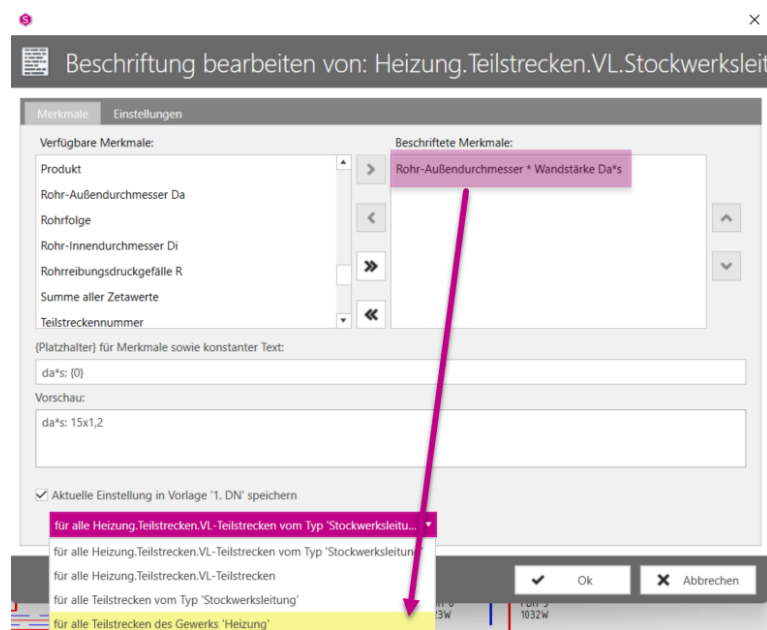 S
Beschriftung bearbeiten von: Heizung.Teilstrecken.VL.Stockwerksleit
Merkmale Einstellungen
Verfügbare Merkmale:
Beschriftete Merkmale:
Produkt
Rohr-Außendurchmesser Da
Rohrfolge
Rohr-Innendurchmesser Di
Rohrreibungsdruckgefälle R
Summe aller Zetawerte
Teilstreckennummer
Rohr-Außendurchmesser * Wandstärke Da*s
{Platzhalter} für Merkmale sowie konstanter Text:
da*s: {0}
Vorschau:
da*s: 15x1,2
Aktuelle Einstellung in Vorlage '1. DN' speichern
für alle Heizung.Teilstrecken.VL-Teilstrecken vom Typ 'Stockwerksleitu...
für alle Heizung.Teilstrecken.VL-Teilstrecken vom Typ 'Stockwerksleitung'
für alle Heizung.Teilstrecken.VL-Teilstrecken
für alle Teilstrecken vom Typ 'Stockwerksleitung'
für alle Teilstrecken des Gewerks 'Heizung'
Ok Abbrechen
23W 1032W